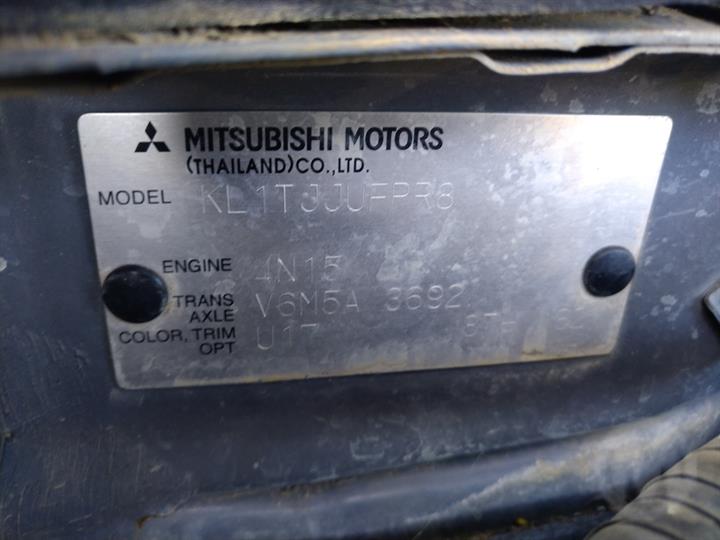 MITSUBISHI MOTORS
(THAILAND)CO.,LTD.
MODEL KL1TJJUFPR8
ENGINE 4N15
TRANS AXLE V6M5A 3692
COLOR, TRIM OPT U17